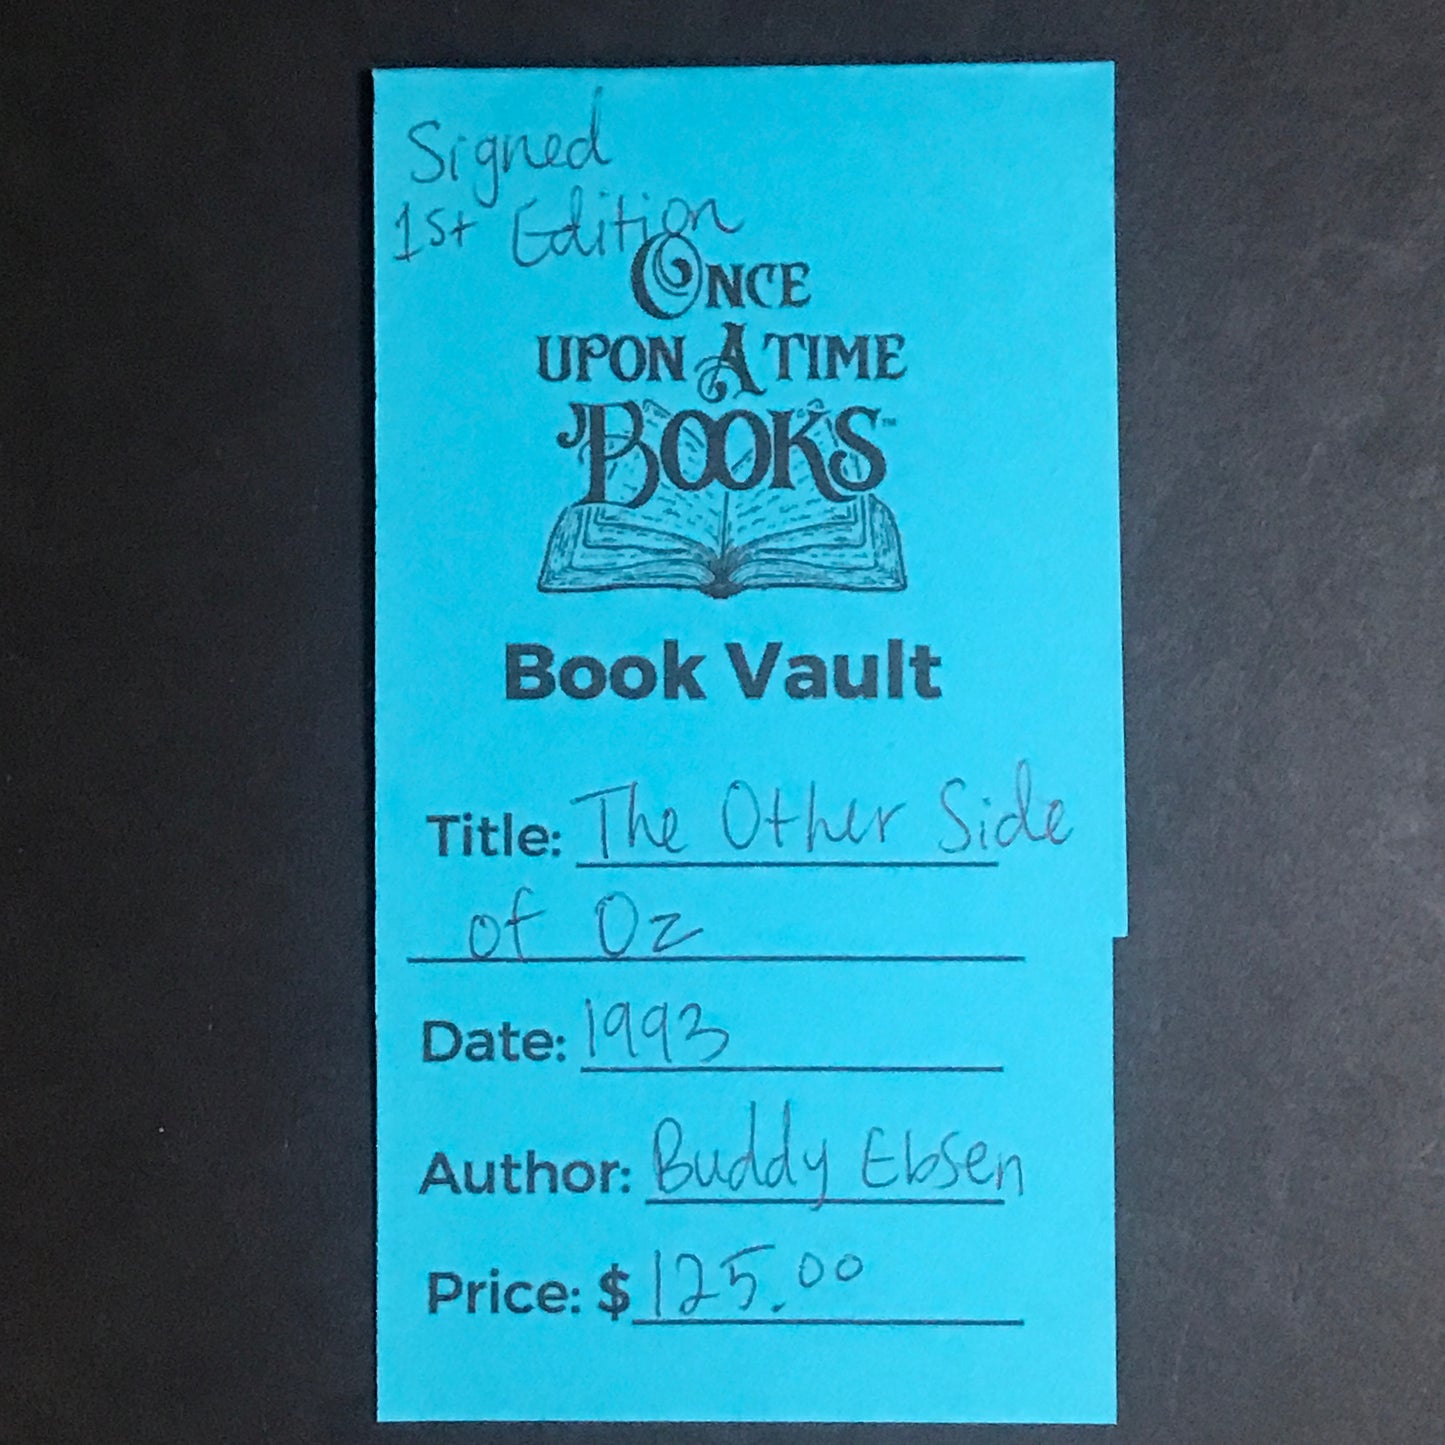 Signed
1st Edition
ONCE
UPON A TIME
BOOKS™
Book Vault
Title: The Other Side
of Oz
Date: 1993
Author: Buddy Ebsen
Price: $ 125.00